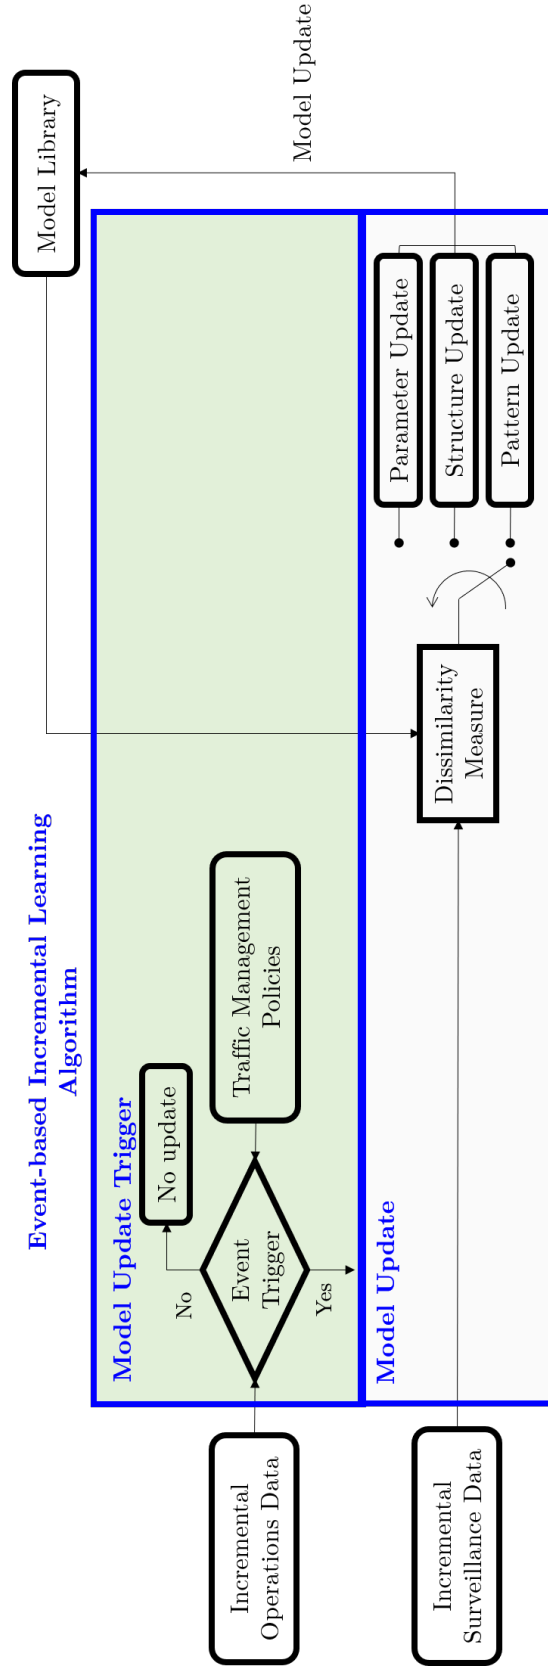 Event-based Incremental Learning
Algorithm
Model Library
Model Update Trigger
No update
No
Incremental
Operations Data
Event
Trigger
Traffic Management
Policies
Yes
Model Update
Model Update
Incremental
Surveillance Data
Dissimilarity
Measure
Parameter Update
Structure Update
Pattern Update